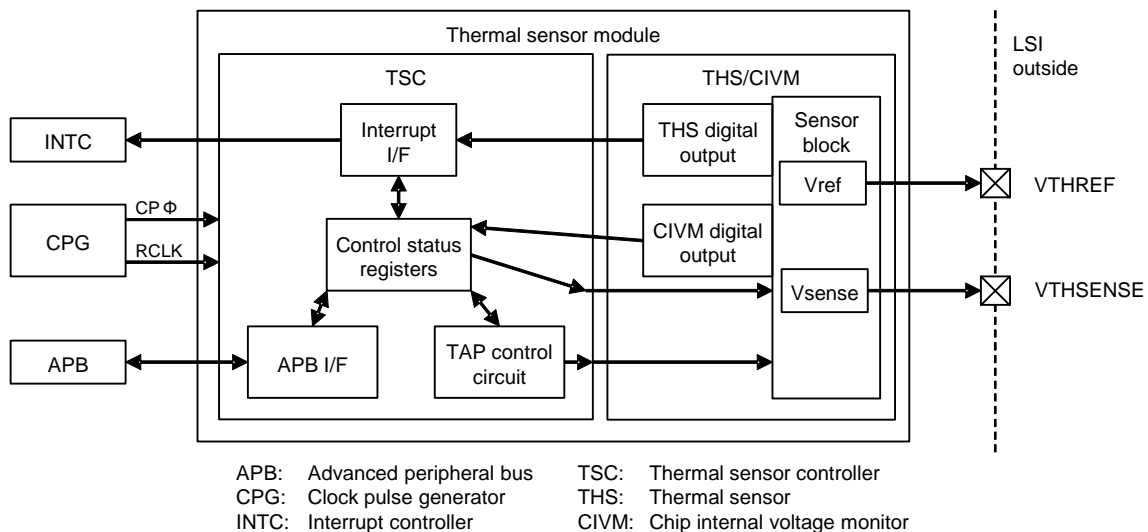 Thermal sensor module
LSI
outside
TSC
THS/CIVM
INTC
Interrupt
I/F
THS digital
output
Sensor
block
Vref
VTHREF
CPΦ
CPG
RCLK
Control status
registers
CIVM digital
output
Vsense
VTHSENSE
APB
APB I/F
TAP control
circuit
APB: Advanced peripheral bus
CPG: Clock pulse generator
INTC: Interrupt controller
TSC: Thermal sensor controller
THS: Thermal sensor
CIVM: Chip internal voltage monitor